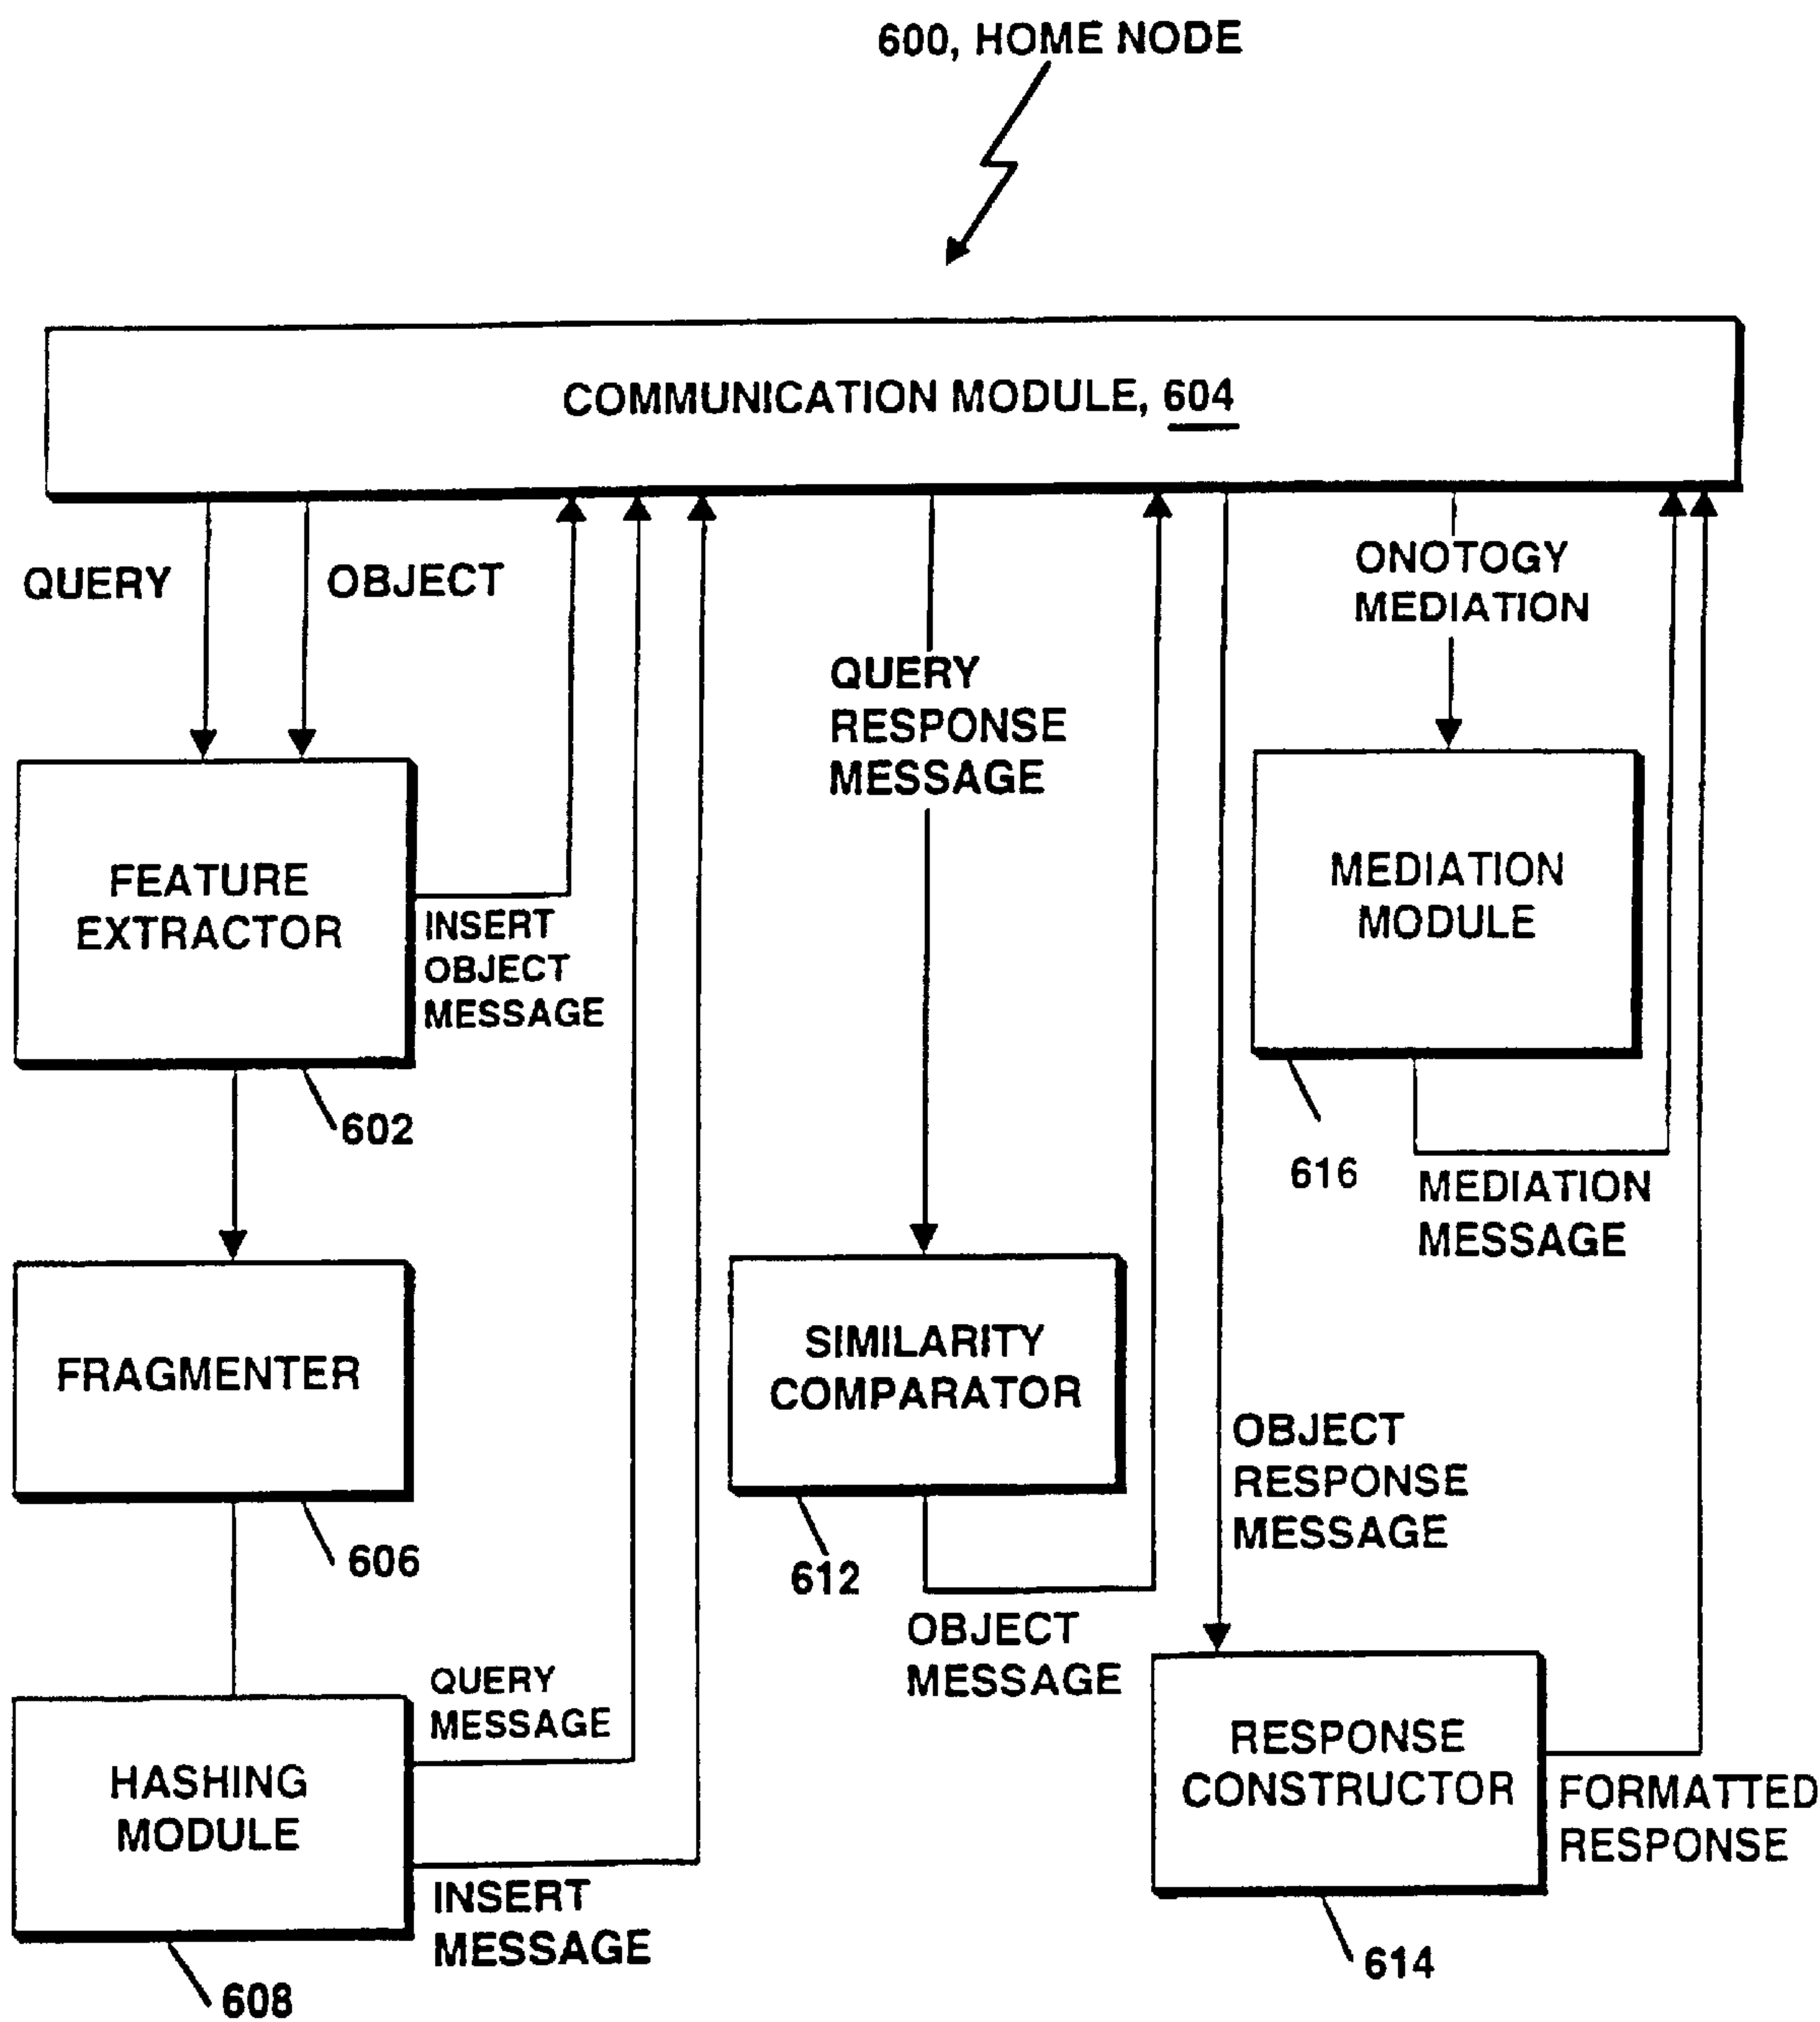 600, HOME NODE
COMMUNICATION MODULE, 604
QUERY
OBJECT
ONOTOGY
MEDIATION
QUERY
RESPONSE
MESSAGE
FEATURE
EXTRACTOR
INSERT
OBJECT
MESSAGE
602
MEDIATION
MODULE
616
MEDIATION
MESSAGE
FRAGMENTER
606
SIMILARITY
COMPARATOR
612
OBJECT
MESSAGE
OBJECT
RESPONSE
MESSAGE
HASHING
MODULE
QUERY
MESSAGE
INSERT
MESSAGE
608
RESPONSE
CONSTRUCTOR
FORMATTED
RESPONSE
614